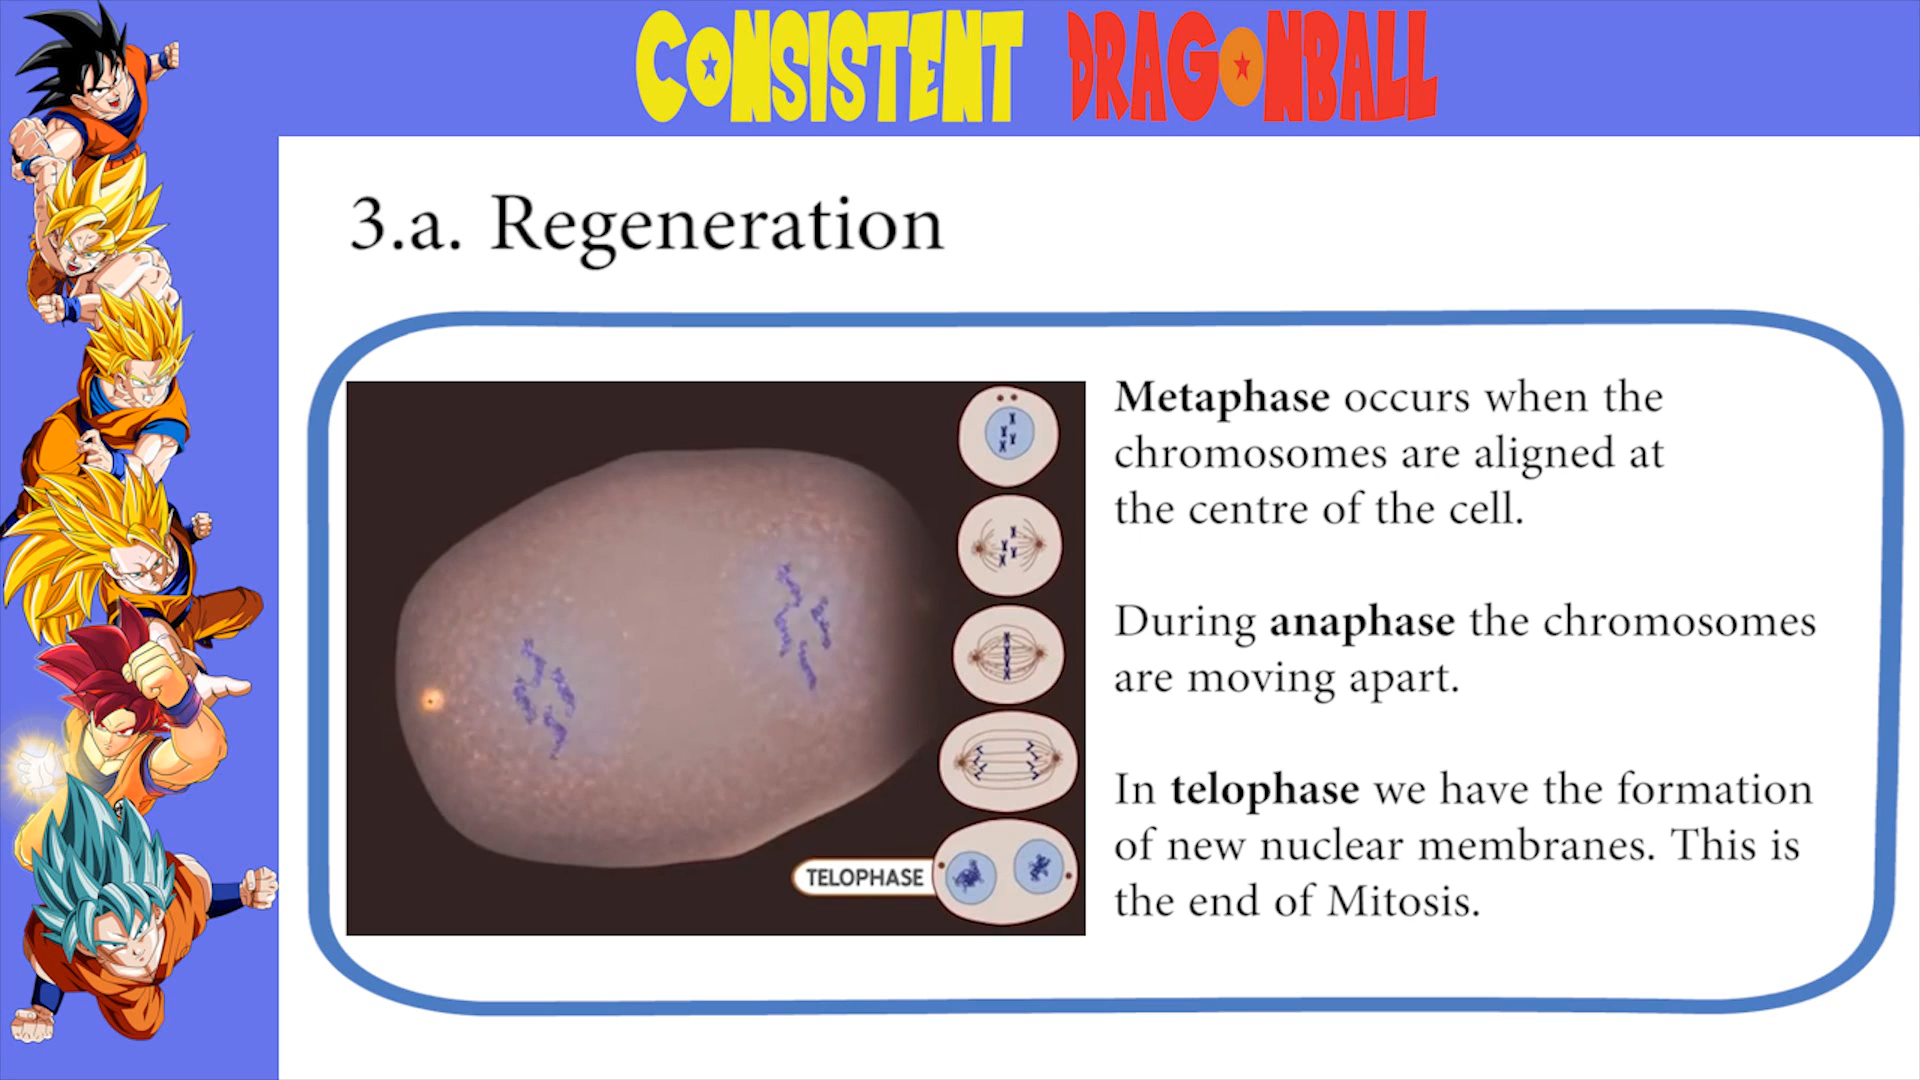 CONSISTENT DRAGONBALL
3.a. Regeneration
Metaphase occurs when the
chromosomes are aligned at
the centre of the cell.
During anaphase the chromosomes
are moving apart.
In telophase we have the formation
of new nuclear membranes. This is
the end of Mitosis.
TELOPHASE